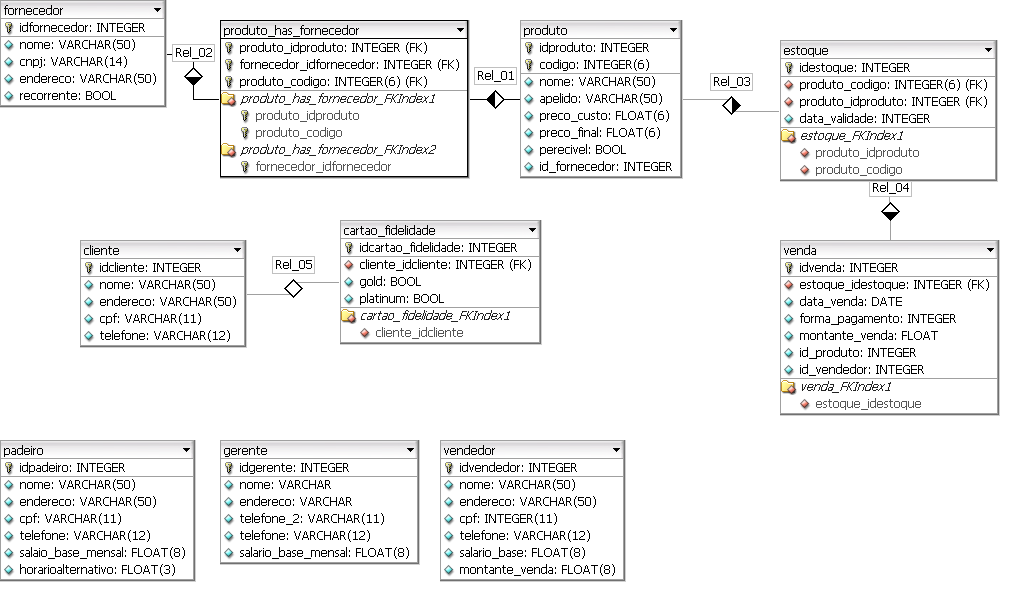 fornecedor
idfornecedor: INTEGER
nome: VARCHAR(50)
cnpj: VARCHAR(14)
endereco: VARCHAR(50)
recorrente: BOOL
Rel_02
produto_has_fornecedor
produto_idproduto: INTEGER (FK)
fornecedor_idfornecedor: INTEGER (FK)
produto_codigo: INTEGER(6) (FK)
produto_has_fornecedor_FKIndex1
produto_idproduto
produto_codigo
produto_has_fornecedor_FKIndex2
fornecedor_idfornecedor
Rel_01
produto
idproduto: INTEGER
codigo: INTEGER(6)
nome: VARCHAR(50)
apelido: VARCHAR(50)
preco_custo: FLOAT(6)
preco_final: FLOAT(6)
perecivel: BOOL
id_fornecedor: INTEGER
Rel_03
estoque
idestoque: INTEGER
produto_codigo: INTEGER(6) (FK)
produto_idproduto: INTEGER (FK)
data_validade: INTEGER
estoque_FKIndex1
produto_idproduto
produto_codigo
Rel_04
cliente
idcliente: INTEGER
nome: VARCHAR(50)
endereco: VARCHAR(50)
cpf: VARCHAR(11)
telefone: VARCHAR(12)
Rel_05
cartao_fidelidade
idcartao_fidelidade: INTEGER
cliente_idcliente: INTEGER (FK)
gold: BOOL
platinum: BOOL
cartao_fidelidade_FKIndex1
cliente_idcliente
venda
idvenda: INTEGER
estoque_idestoque: INTEGER (FK)
data_venda: DATE
forma_pagamento: INTEGER
montante_venda: FLOAT
id_produto: INTEGER
id_vendedor: INTEGER
venda_FKIndex1
estoque_idestoque
padeiro
idpadeiro: INTEGER
nome: VARCHAR(50)
endereco: VARCHAR(50)
cpf: VARCHAR(11)
telefone: VARCHAR(12)
salaio_base_mensal: FLOAT(8)
horarioalternativo: FLOAT(3)
gerente
idgerente: INTEGER
nome: VARCHAR
endereco: VARCHAR
telefone_2: VARCHAR(11)
telefone: VARCHAR(12)
salario_base_mensal: FLOAT(8)
vendedor
idvendedor: INTEGER
nome: VARCHAR(50)
endereco: VARCHAR(50)
cpf: INTEGER(11)
telefone: VARCHAR(12)
salario_base: FLOAT(8)
montante_venda: FLOAT(8)